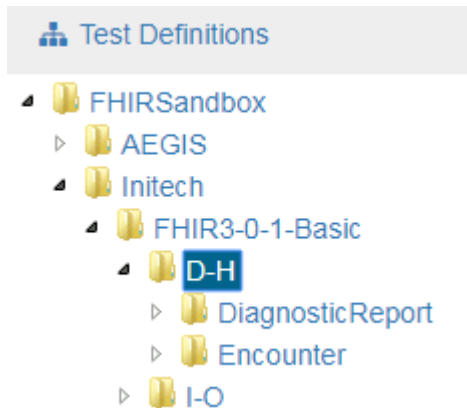 Test Definitions
FHIRSandbox
AEGIS
Initech
FHIR3-0-1-Basic
D-H
DiagnosticReport
Encounter
I-O